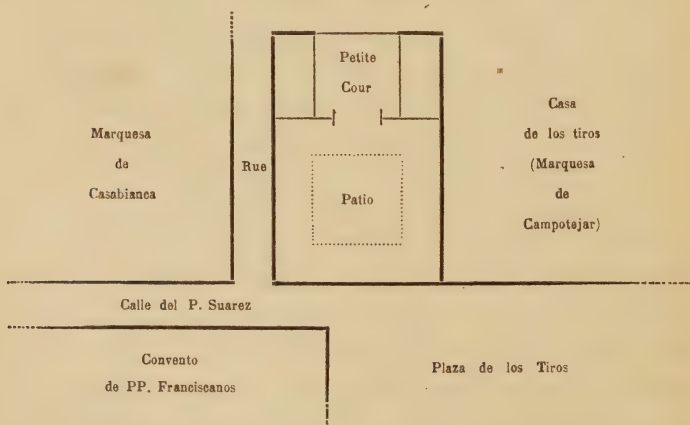 Petite
Cour
Marquesa
de
Casabianca
Rue
Patio
Casa
de los tiros
(Marquesa
de
Campotejar)
Calle del P. Suarez
Convento
de PP. Franciscanos
Plaza de los Tiros